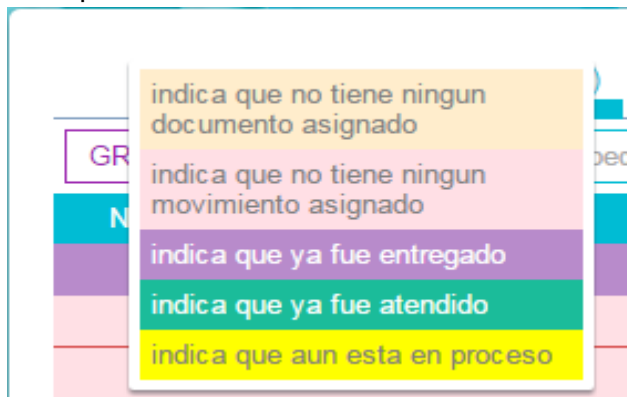 indica que no tiene ningun
documento asignado
GR
indica que no tiene ningun
movimiento asignado
N
indica que ya fue entregado
indica que ya fue atendido
indica que aun esta en proceso